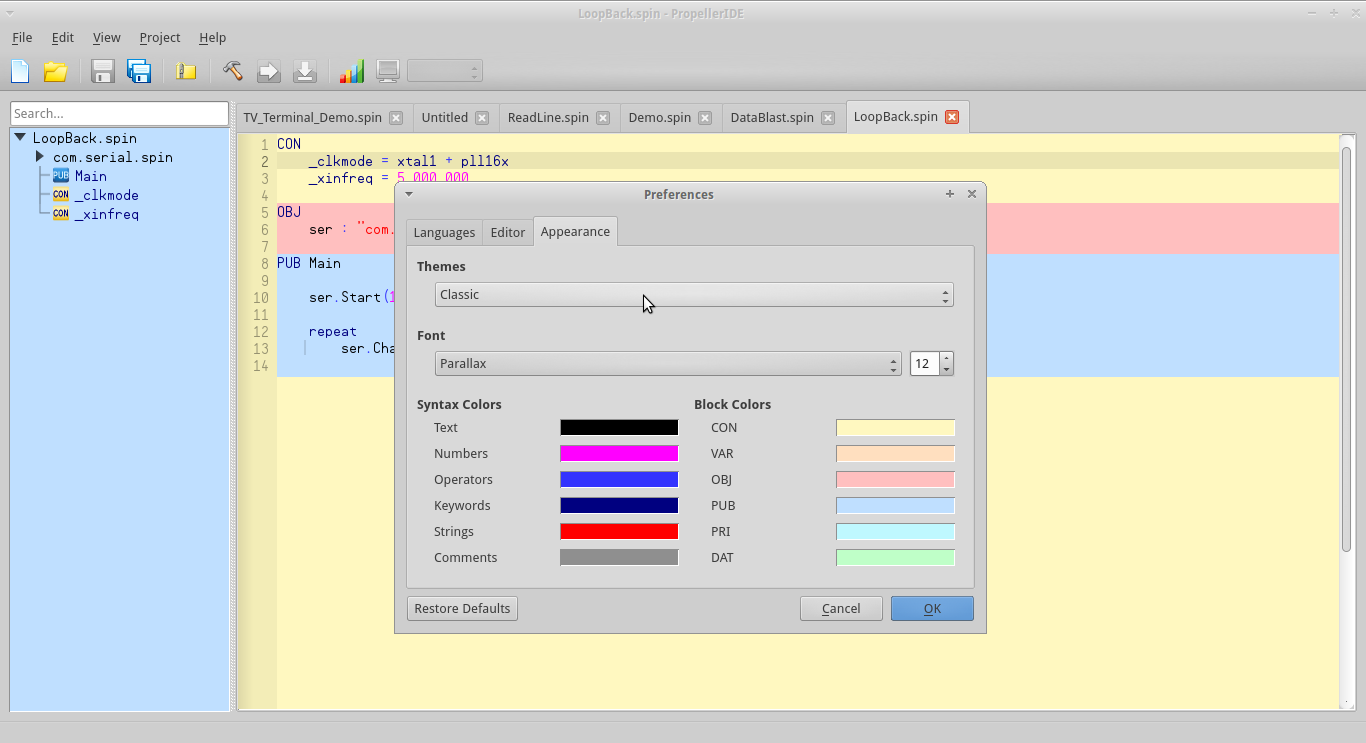 LoopBack.spin - PropellerIDE
File Edit View Project Help
Search...
LoopBack.spin
com.serial.spin
PUB Main
CON _clkmode
CON _xinfreq
TV_Terminal_Demo.spin Untitled ReadLine.spin Demo.spin DataBlast.spin LoopBack.spin
1 CON
2 _clkmode = xtal1 + pll16x
3 _xinfreq = 5_000_000
4
5 OBJ
6 ser : "com.
7
8 PUB Main
9
10 ser.Start(1
11
12 repeat
13 ser.Cha
14
Preferences
Languages Editor Appearance
Themes
Classic
Font
Parallax 12
Syntax Colors
Text
Numbers
Operators
Keywords
Strings
Comments
Block Colors
CON
VAR
OBJ
PUB
PRI
DAT
Restore Defaults Cancel OK